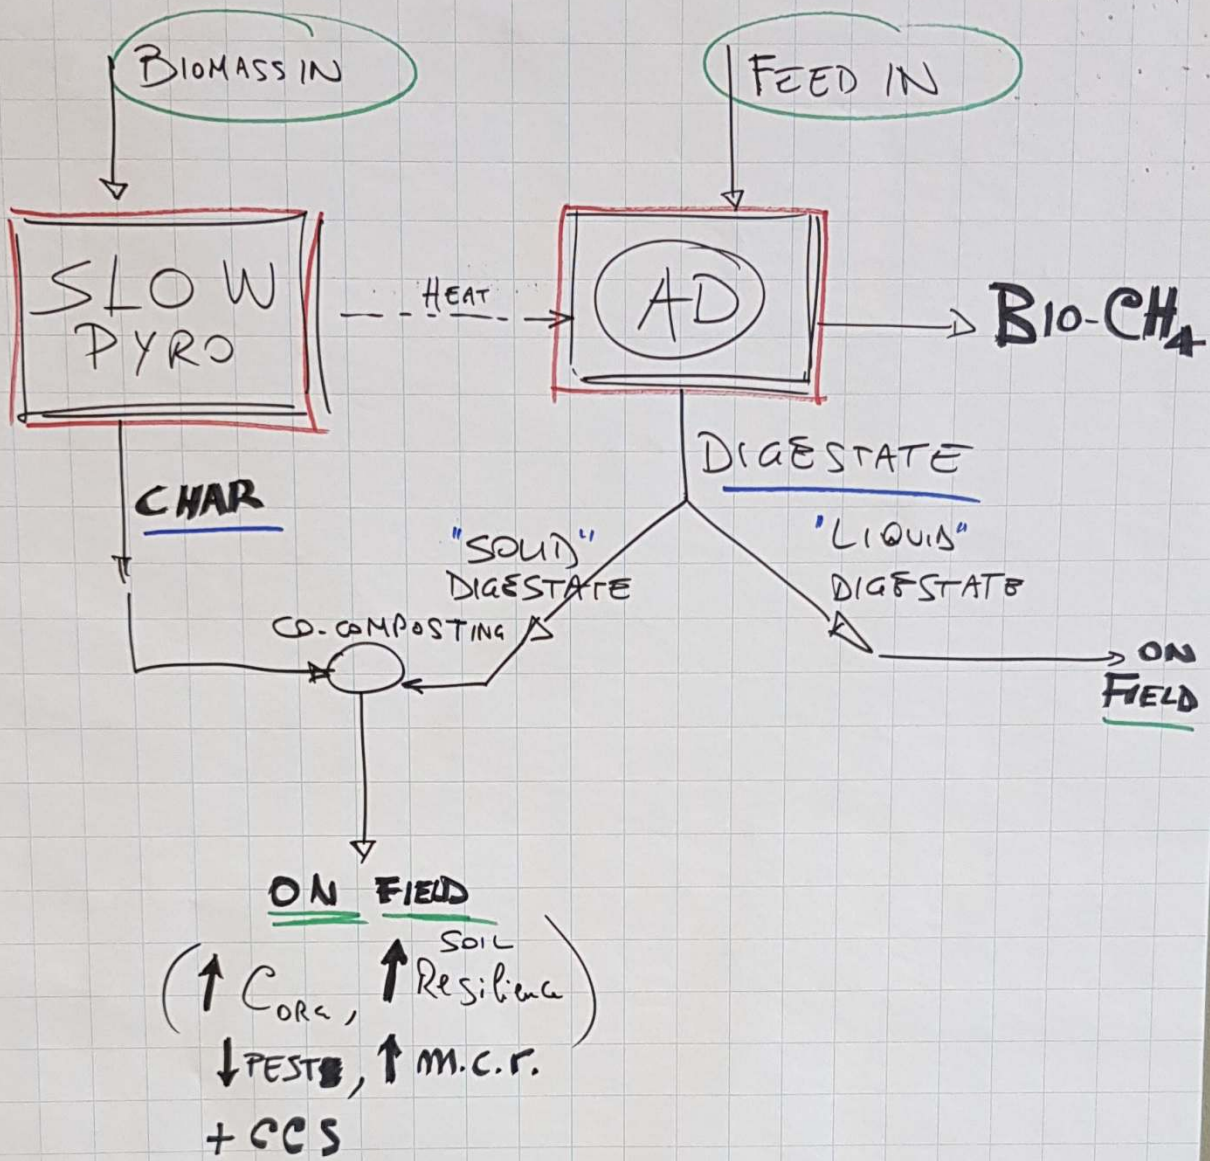 BIOMASS IN
FEED IN
SLOW
PYRO
HEAT
AD
BIO-CH4
CHAR
DIGESTATE
"SOLID"
DIGESTATE
"LIQUID"
DIGESTATE
CO-COMPOSTING
ON
FIELD
ON FIELD
(↑ CORG, ↑ SOIL
Resilience)
↓ PEST, ↑ m.c.r.
+ CCS